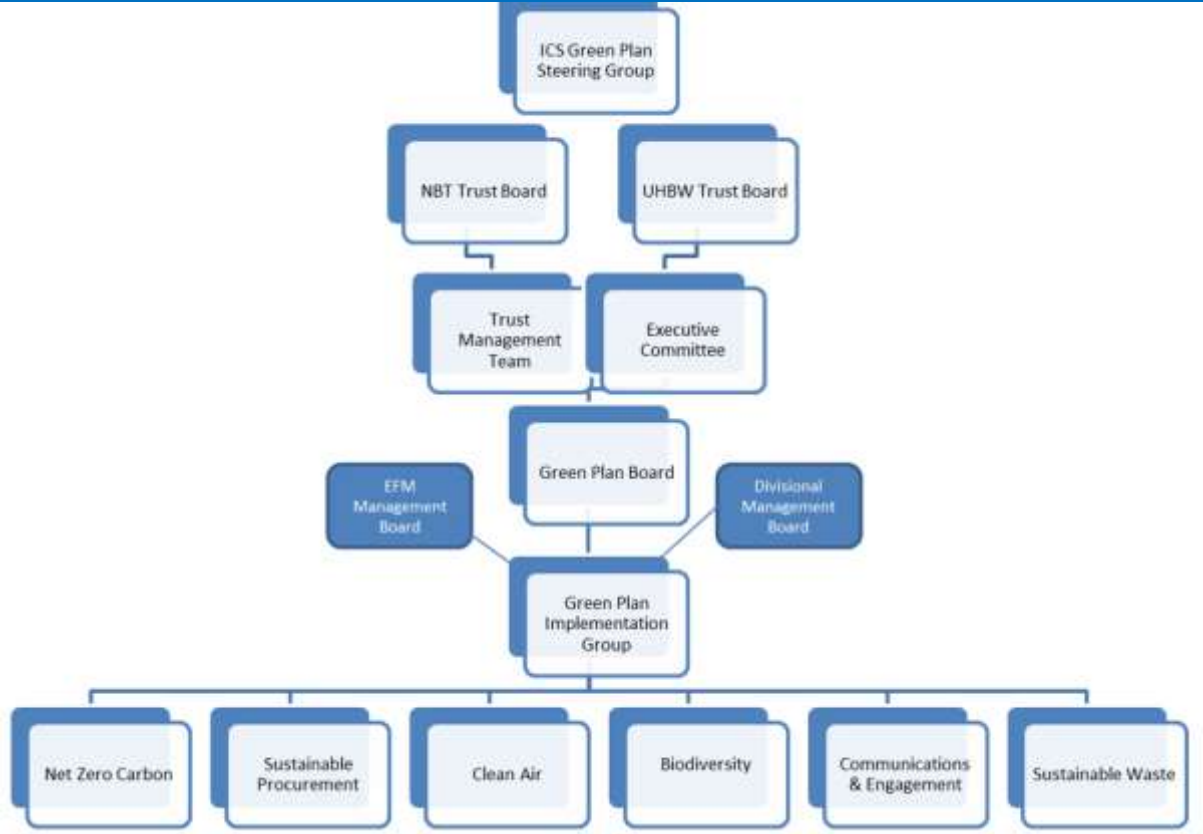 ICS Green Plan
Steering Group
NBT Trust Board
UHBW Trust Board
Trust
Management
Team
Executive
Committee
Green Plan Board
EFM
Management
Board
Divisional
Management
Board
Green Plan
Implementation
Group
Net Zero Carbon
Sustainable
Procurement
Clean Air
Biodiversity
Communications
& Engagement
Sustainable Waste